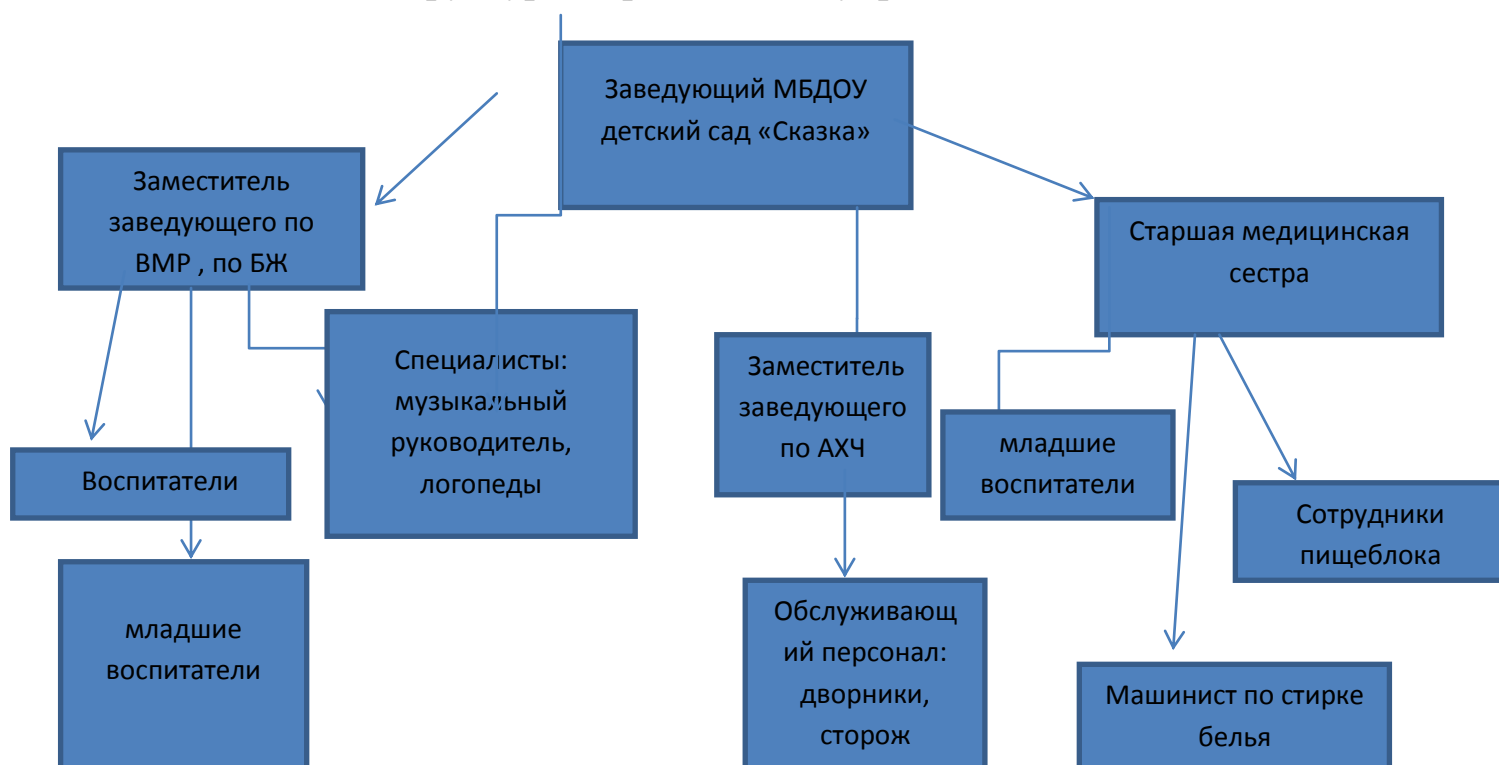 Заведующий МБДОУ
детский сад «Сказка»
Заместитель
заведующего по
ВМР , по БЖ
Старшая медицинская
сестра
Специалисты:
музыкальный
руководитель,
логопеды
Заместитель
заведующего
по АХЧ
младшие
воспитатели
Воспитатели
Сотрудники
пищеблока
младшие
воспитатели
Обслуживающ
ий персонал:
дворники,
сторож
Машинист по стирке
белья